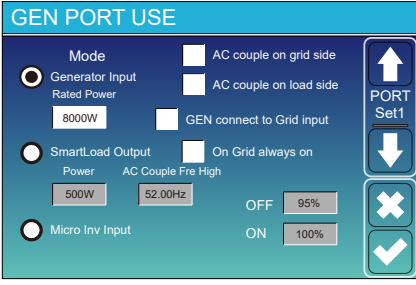 GEN PORT USE
Mode
AC couple on grid side
Generator Input
AC couple on load side
Rated Power
PORT
Set1
8000W
GEN connect to Grid input
SmartLoad Output
On Grid always on
Power
AC Couple Fre High
500W
52.00Hz
OFF
95%
Micro Inv Input
ON
100%